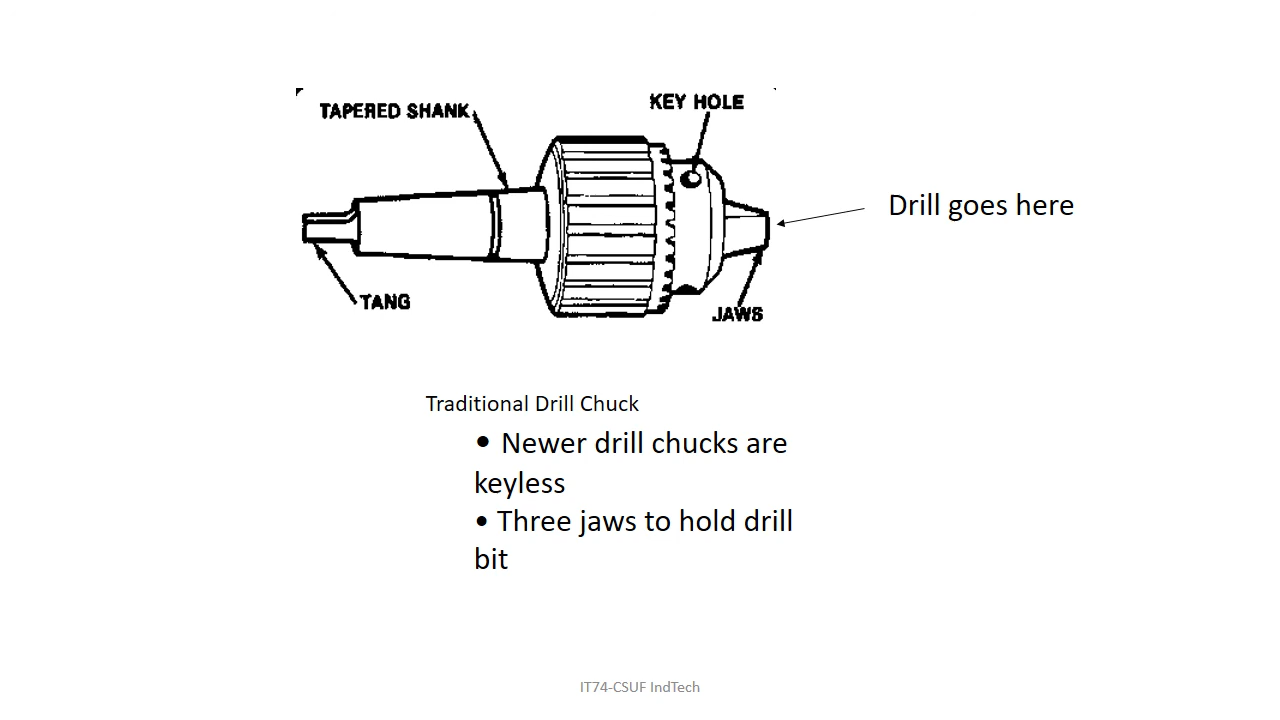 TAPERED SHANK
KEY HOLE
Drill goes here
TANG
JAWS
Traditional Drill Chuck
• Newer drill chucks are
keyless
• Three jaws to hold drill
bit
IT74-CSUF IndTech